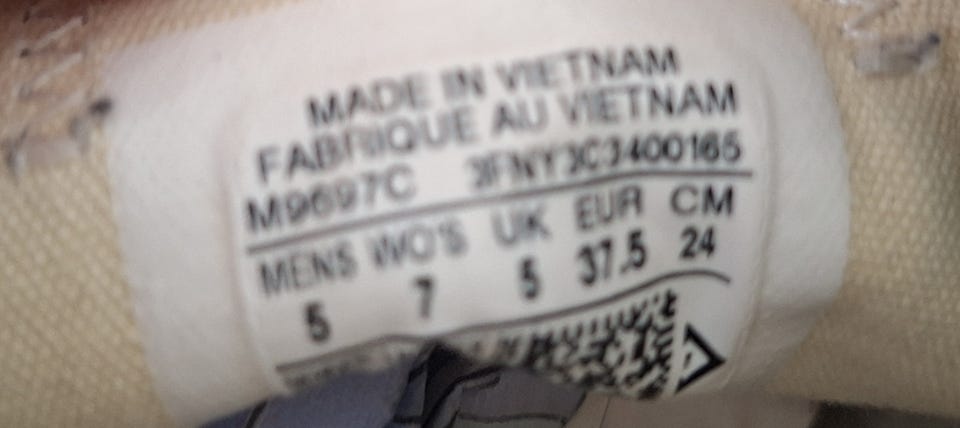 MADE IN VIETNAM
FABRIQUE AU VIETNAM
M9697C 3FNY3C3400165
MENS WO'S UK EUR CM
5 7 5 37.5 24